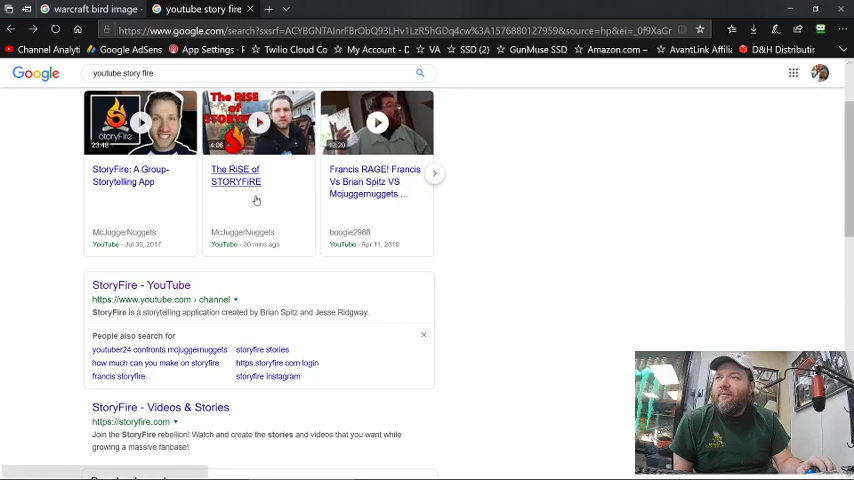 warcraft bird image
youtube story fire
https://www.google.com/search?sxsrf=ACYBGNTAInrFBrObQ93LHv1LzR5hGDq4cw%3A1576880127959&source=hp&ei=_0f9XaGr
Channel Analyti
Google AdSens
App Settings - F
Twilio Cloud Co
My Account - D
VA
SSD (2)
GunMuse SSD
Amazon.com -
AvantLink Affilia
D&H Distributin
Google
youtube story fire
StoryFire
23:48
The RiSE
of
STORYFIRE
4:06
12:20
StoryFire: A Group-
Storytelling App
The RiSE of
STORYFiRE
Francis RAGE! Francis
Vs Brian Spitz VS
Mcjuggernuggets ...
McJuggerNuggets
McJuggerNuggets
boogie2988
YouTube - Jul 30, 2017
YouTube - 30 mins ago
YouTube - Apr 11, 2019
StoryFire - YouTube
https://www.youtube.com › channel
StoryFire is a storytelling application created by Brian Spitz and Jesse Ridgway.
People also search for
youtuber24 confronts mcjuggernuggets
storyfire stories
how much can you make on storyfire
https storyfire com login
francis storyfire
storyfire instagram
StoryFire - Videos & Stories
https://storyfire.com
Join the StoryFire rebellion! Watch and create the stories and videos that you want while
growing a massive fanbase!